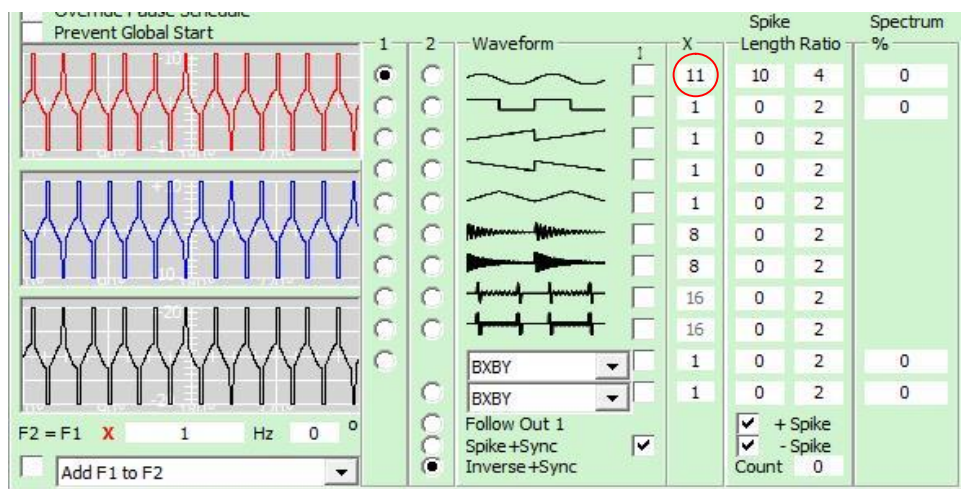 Override Pause Schedule
Spike Spectrum
Prevent Global Start
1 2 Waveform 1 X Length Ratio %
11 10 4 0
1 0 2 0
1 0 2
1 0 2
1 0 2
8 0 2
8 0 2
16 0 2
16 0 2
BXBY 1 0 2 0
BXBY 1 0 2 0
F2 = F1 X 1 Hz 0 o
Follow Out 1 + Spike
Spike+Sync - Spike
Inverse+Sync Count 0
Add F1 to F2